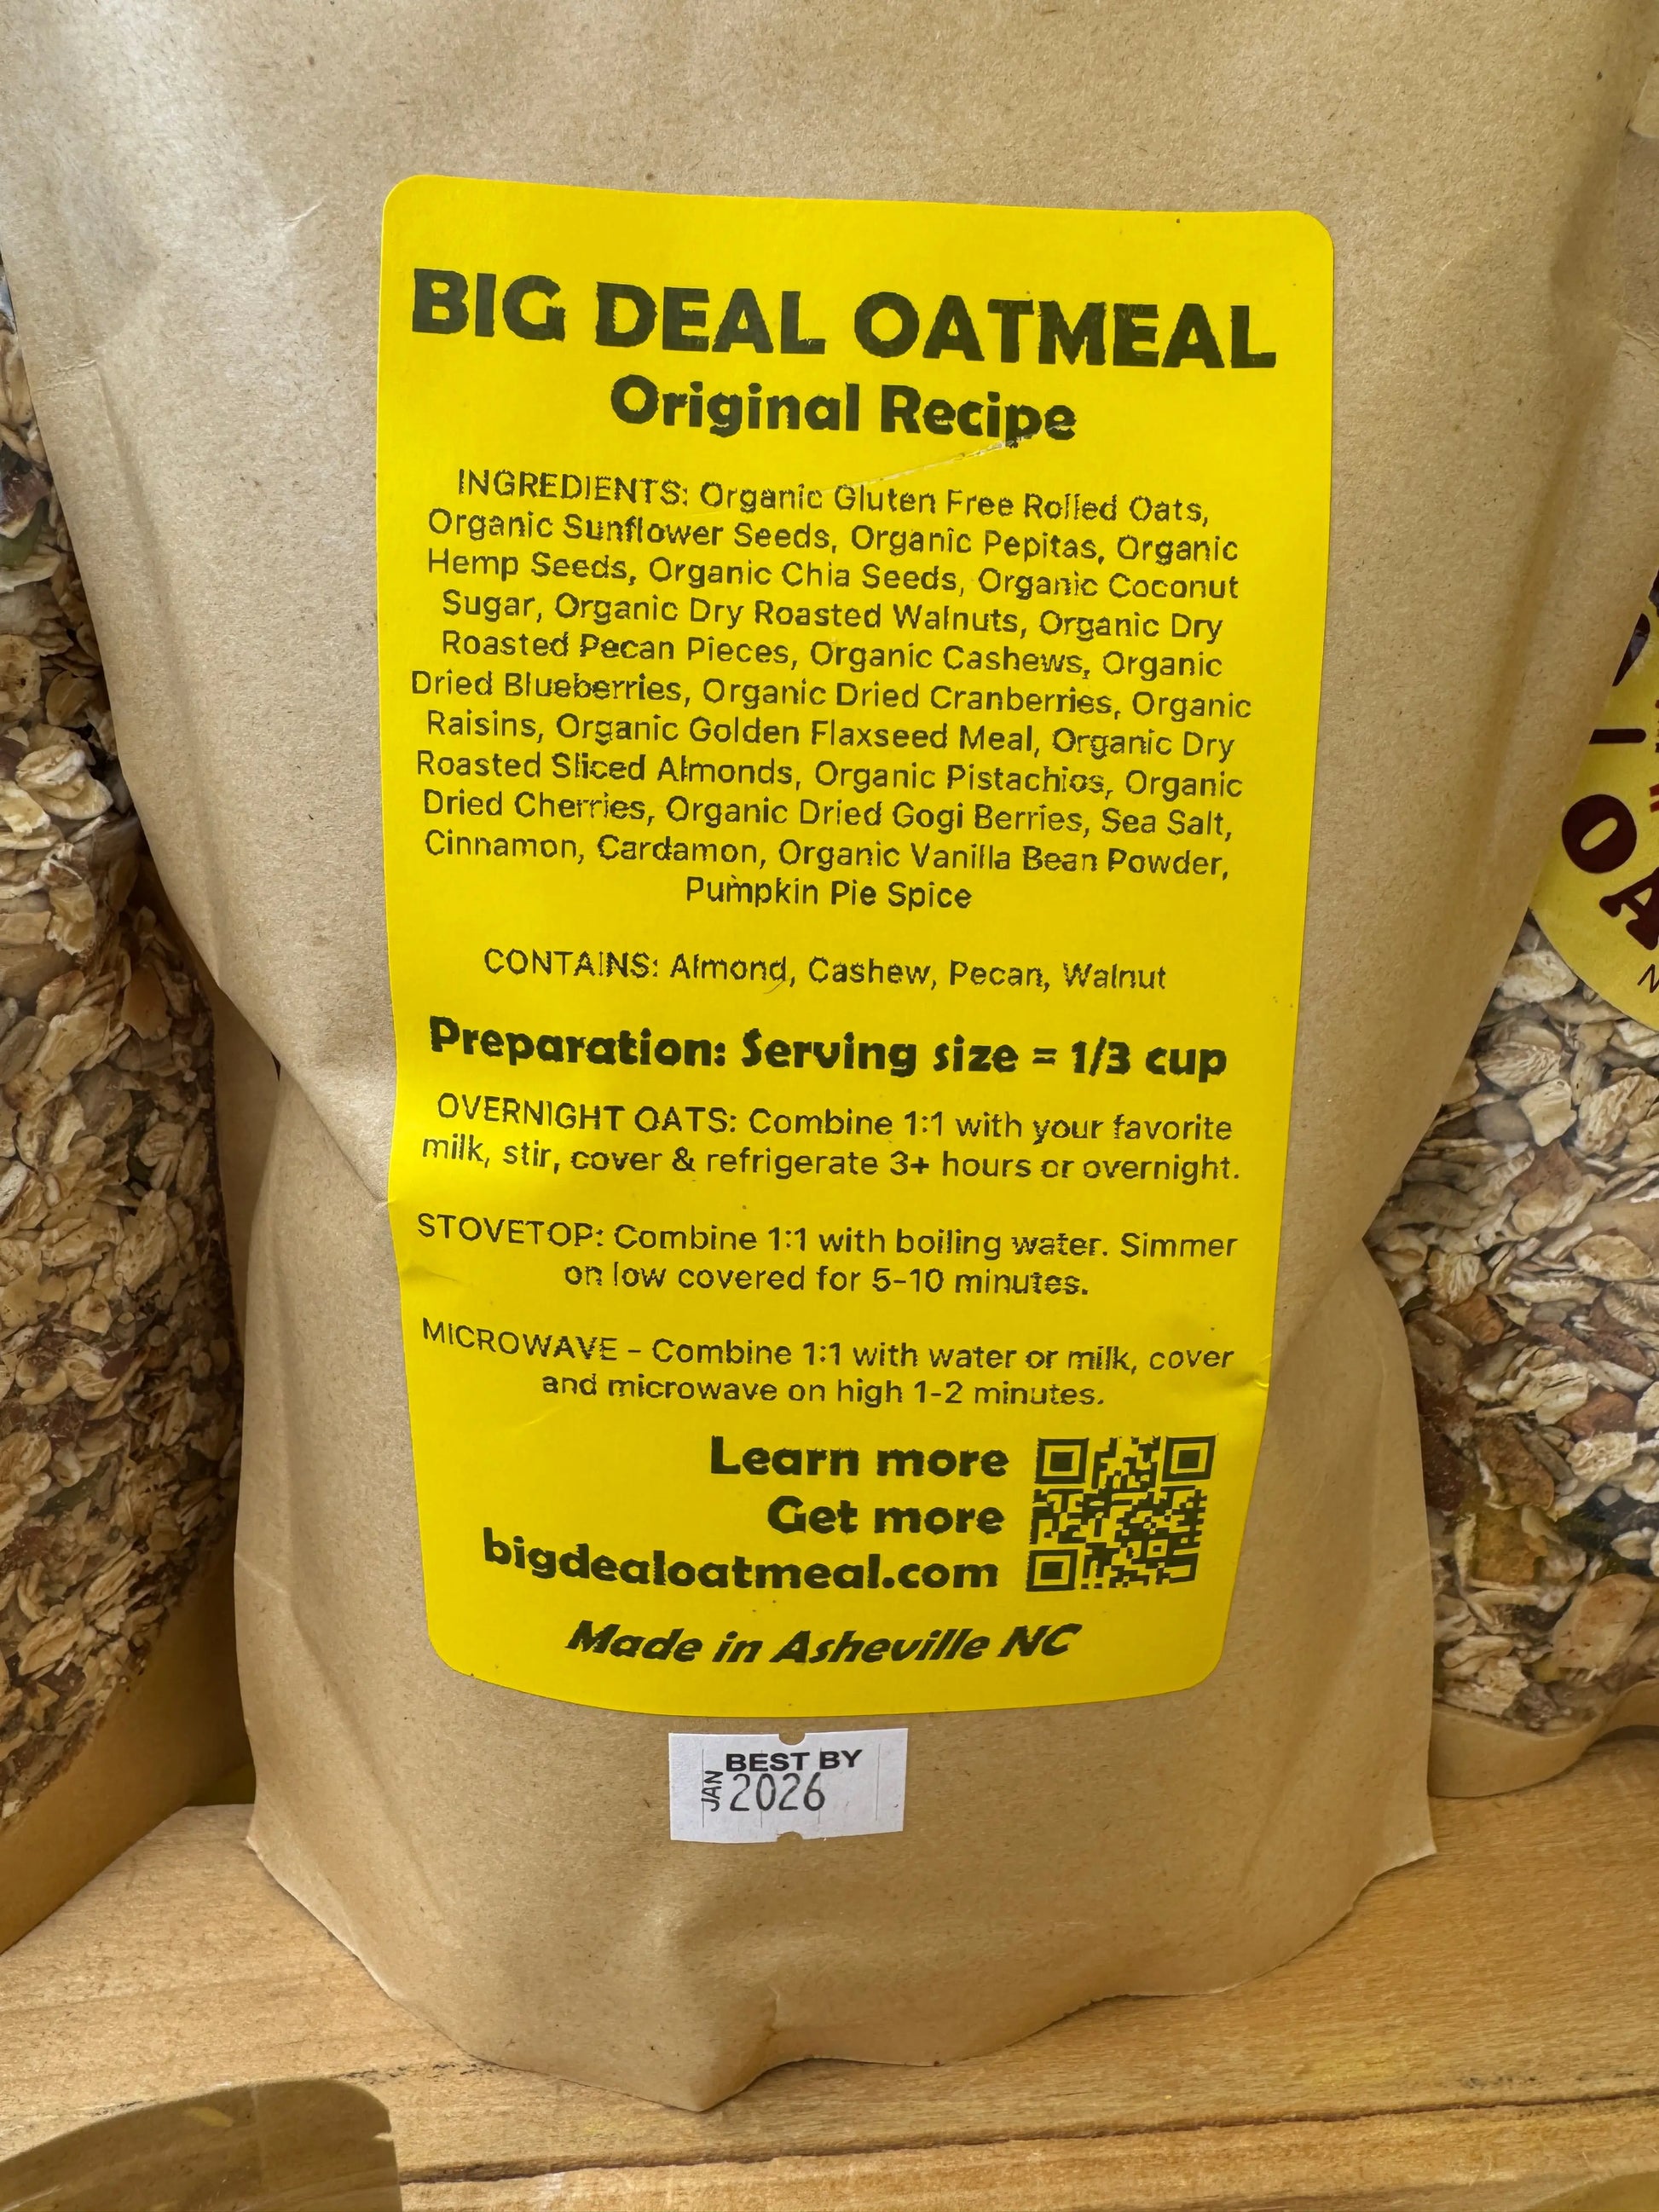 BIG DEAL OATMEAL
Original Recipe
INGREDIENTS: Organic Gluten Free Rolled Oats,
Organic Sunflower Seeds, Organic Pepitas, Organic
Hemp Seeds, Organic Chia Seeds, Organic Coconut
Sugar, Organic Dry Roasted Walnuts, Organic Dry
Roasted Pecan Pieces, Organic Cashews, Organic
Dried Blueberries, Organic Dried Cranberries, Organic
Raisins, Organic Golden Flaxseed Meal, Organic Dry
Roasted Sliced Almonds, Organic Pistachios, Organic
Dried Cherries, Organic Dried Gogi Berries, Sea Salt,
Cinnamon, Cardamon, Organic Vanilla Bean Powder,
Pumpkin Pie Spice
CONTAINS: Almond, Cashew, Pecan, Walnut
Preparation: Serving size = 1/3 cup
OVERNIGHT OATS: Combine 1:1 with your favorite
milk, stir, cover & refrigerate 3+ hours or overnight.
STOVETOP: Combine 1:1 with boiling water. Simmer
on low covered for 5-10 minutes.
MICROWAVE - Combine 1:1 with water or milk, cover
and microwave on high 1-2 minutes.
Learn more
Get more
bigdealoatmeal.com
Made in Asheville NC
BEST BY
JAN 2026